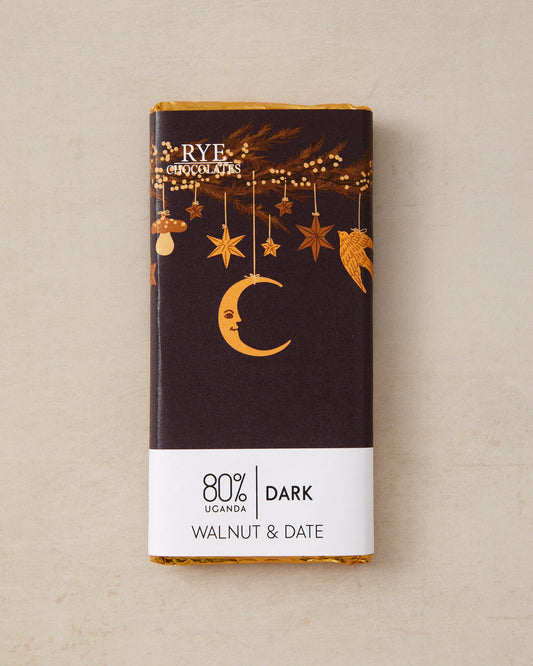 RYE
CHOCOLATES
80% | DARK
UGANDA
WALNUT & DATE